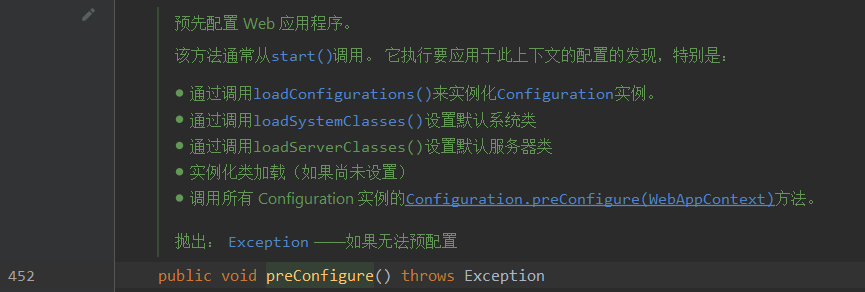 预先配置 Web 应用程序。
该方法通常从start()调用。 它执行要应用于此上下文的配置的发现，特别是：
• 通过调用loadConfigurations()来实例化Configuration实例。
• 通过调用loadSystemClasses()设置默认系统类
• 通过调用loadServerClasses()设置默认服务器类
• 实例化类加载（如果尚未设置）
• 调用所有 Configuration 实例的Configuration.preConfigure(WebAppContext)方法。
抛出： Exception ——如果无法预配置
452 public void preConfigure() throws Exception